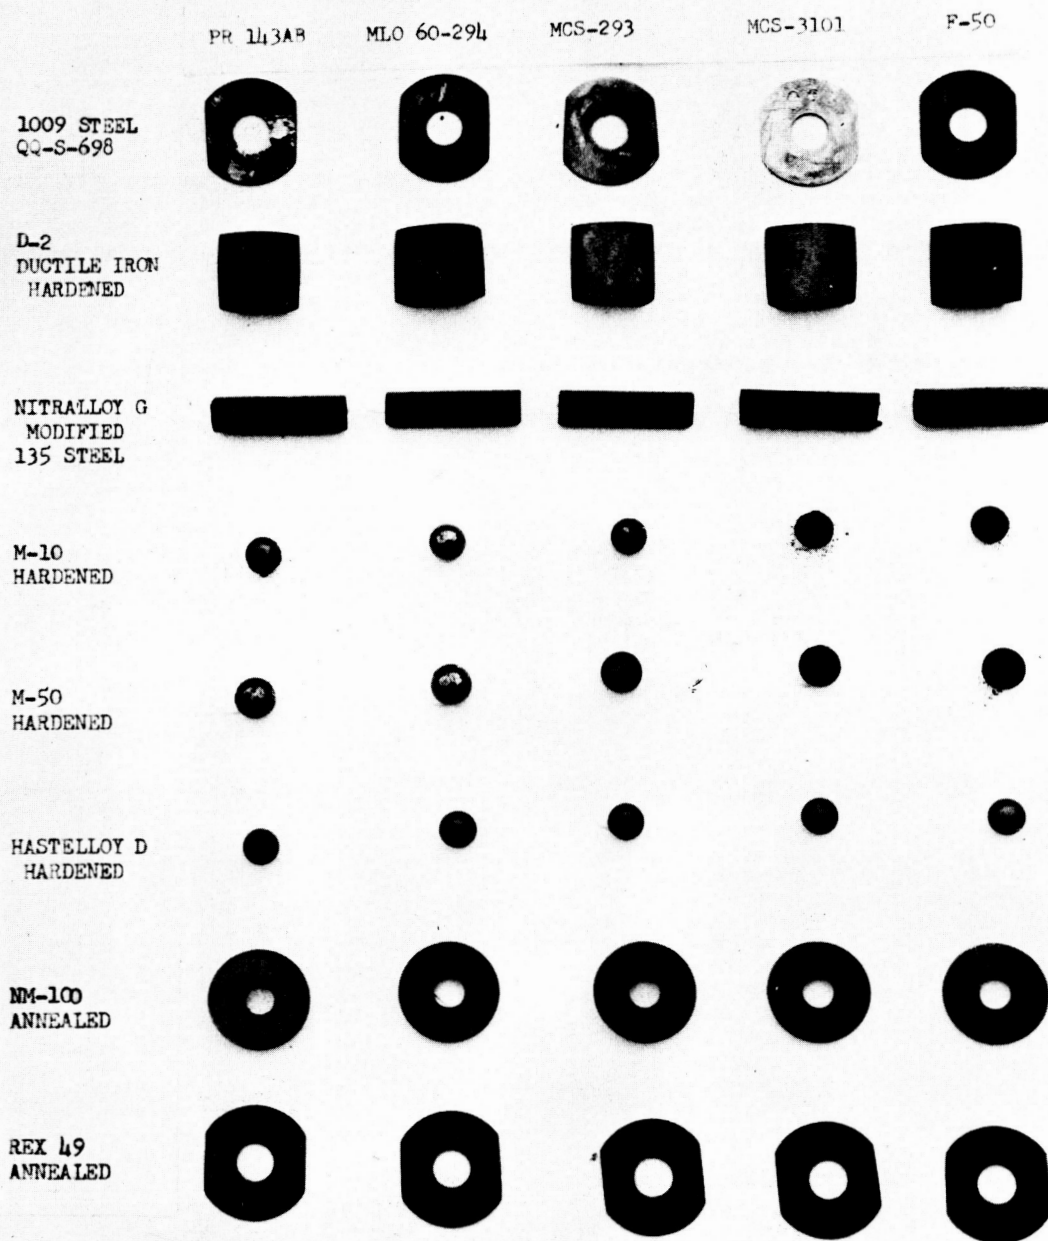 PR 143AB MLO 60-294 MCS-293 MCS-3101 F-50
1009 STEEL
QQ-S-698
D-2
DUCTILE IRON
HARDENED
NITRALLOY G
MODIFIED
135 STEEL
M-10
HARDENED
M-50
HARDENED
HASTELLOY D
HARDENED
NM-100
ANNEALED
REX 49
ANNEALED